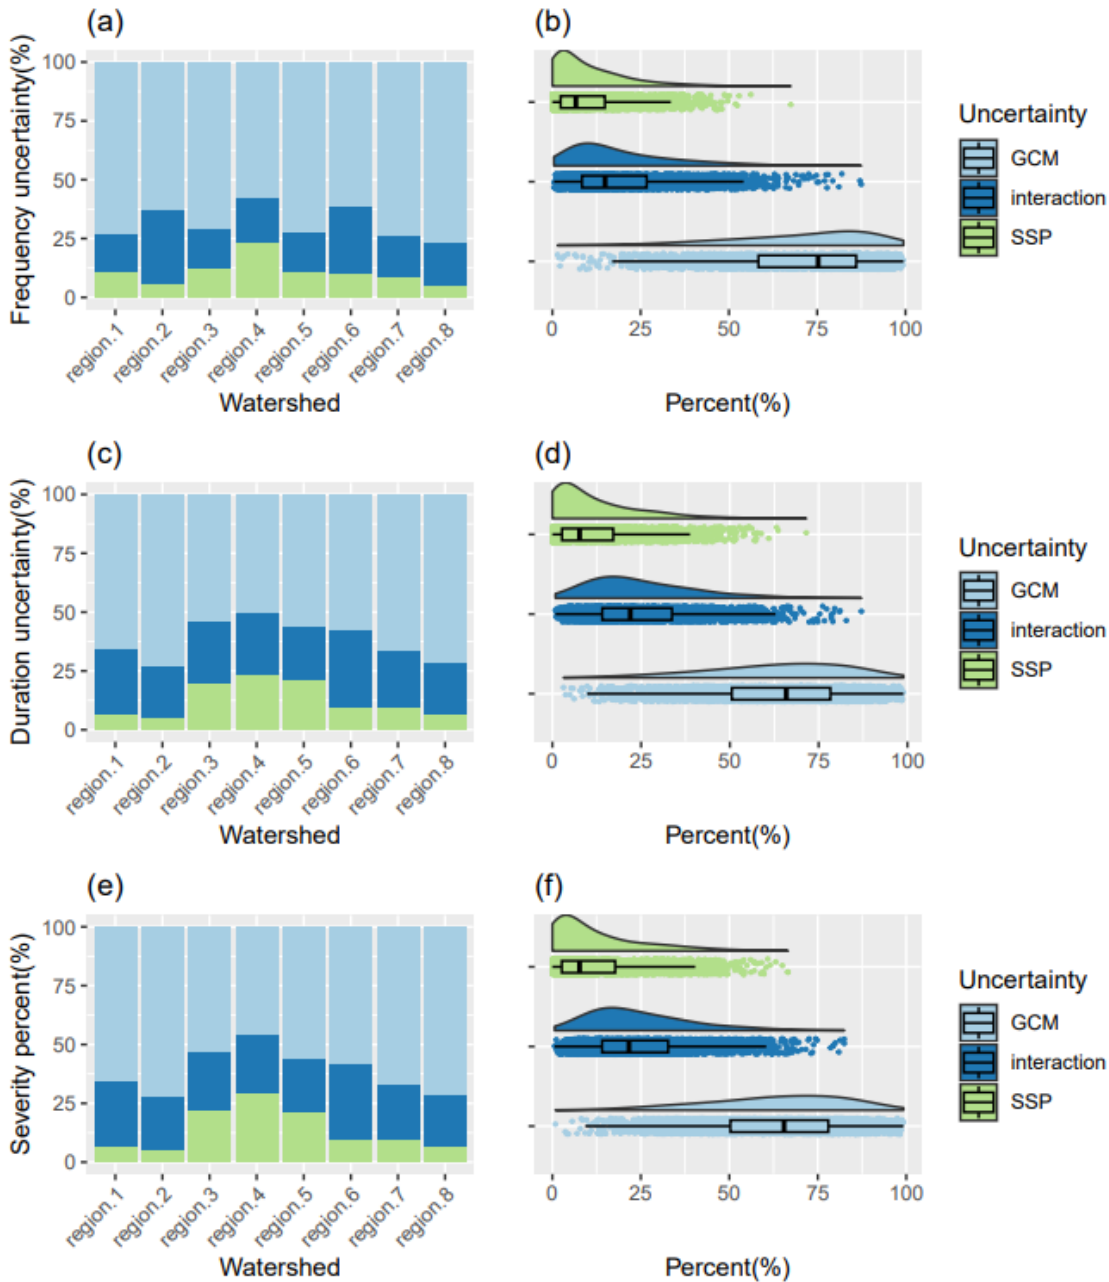 (a)
Frequency uncertainty(%)
100
75
50
25
0
region.1
region.2
region.3
region.4
region.5
region.6
region.7
region.8
Watershed
(b)
0
25
50
75
100
Percent(%)
Uncertainty
GCM
interaction
SSP
(c)
Duration uncertainty(%)
100
75
50
25
0
region.1
region.2
region.3
region.4
region.5
region.6
region.7
region.8
Watershed
(d)
0
25
50
75
100
Percent(%)
Uncertainty
GCM
interaction
SSP
(e)
Severity percent(%)
100
75
50
25
0
region.1
region.2
region.3
region.4
region.5
region.6
region.7
region.8
Watershed
(f)
0
25
50
75
100
Percent(%)
Uncertainty
GCM
interaction
SSP